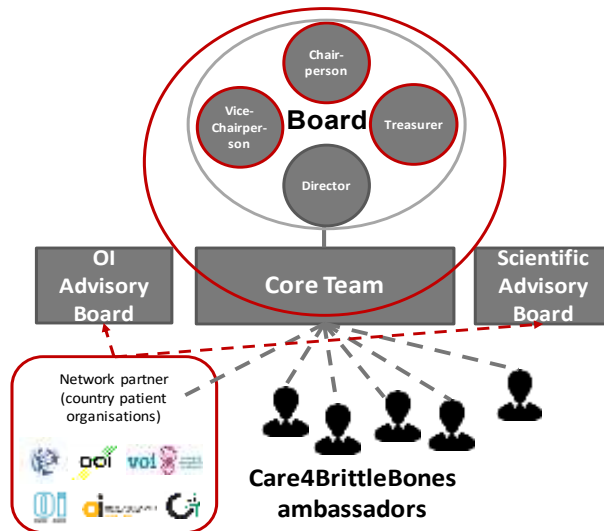 Chair-
person
Vice-
Chairper-
son
Board
Treasurer
Director
OI
Advisory
Board
Core Team
Scientific
Advisory
Board
Network partner
(country patient
organisations)
voi
Care4BrittleBones
ambassadors